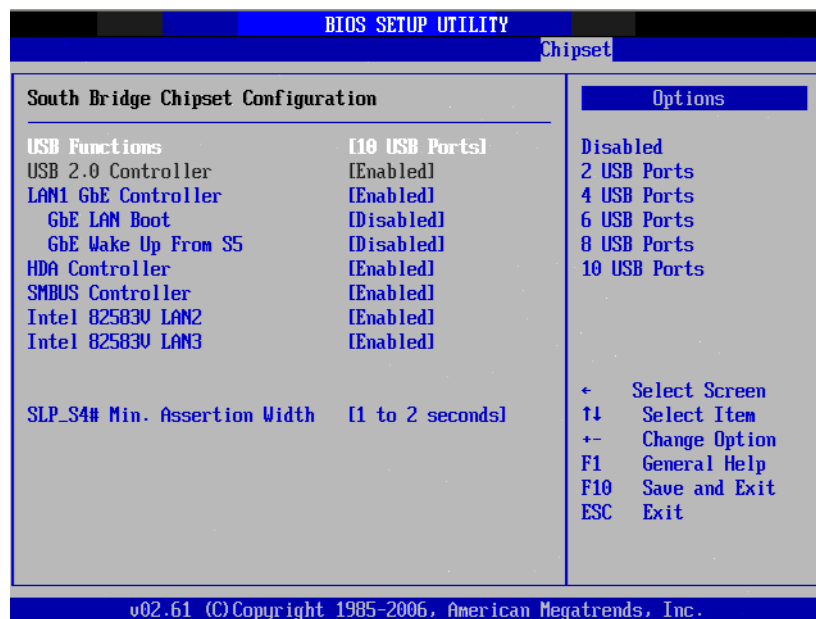 BIOS SETUP UTILITY
Chipset
South Bridge Chipset Configuration
USB Functions [10 USB Ports]
USB 2.0 Controller [Enabled]
LAN1 GbE Controller [Enabled]
GbE LAN Boot [Disabled]
GbE Wake Up From S5 [Disabled]
HDA Controller [Enabled]
SMBUS Controller [Enabled]
Intel 82583V LAN2 [Enabled]
Intel 82583V LAN3 [Enabled]
SLP_S4# Min. Assertion Width [1 to 2 seconds]
Options
Disabled
2 USB Ports
4 USB Ports
6 USB Ports
8 USB Ports
10 USB Ports
← Select Screen
↑↓ Select Item
+- Change Option
F1 General Help
F10 Save and Exit
ESC Exit
v02.61 (C)Copyright 1985-2006, American Megatrends, Inc.